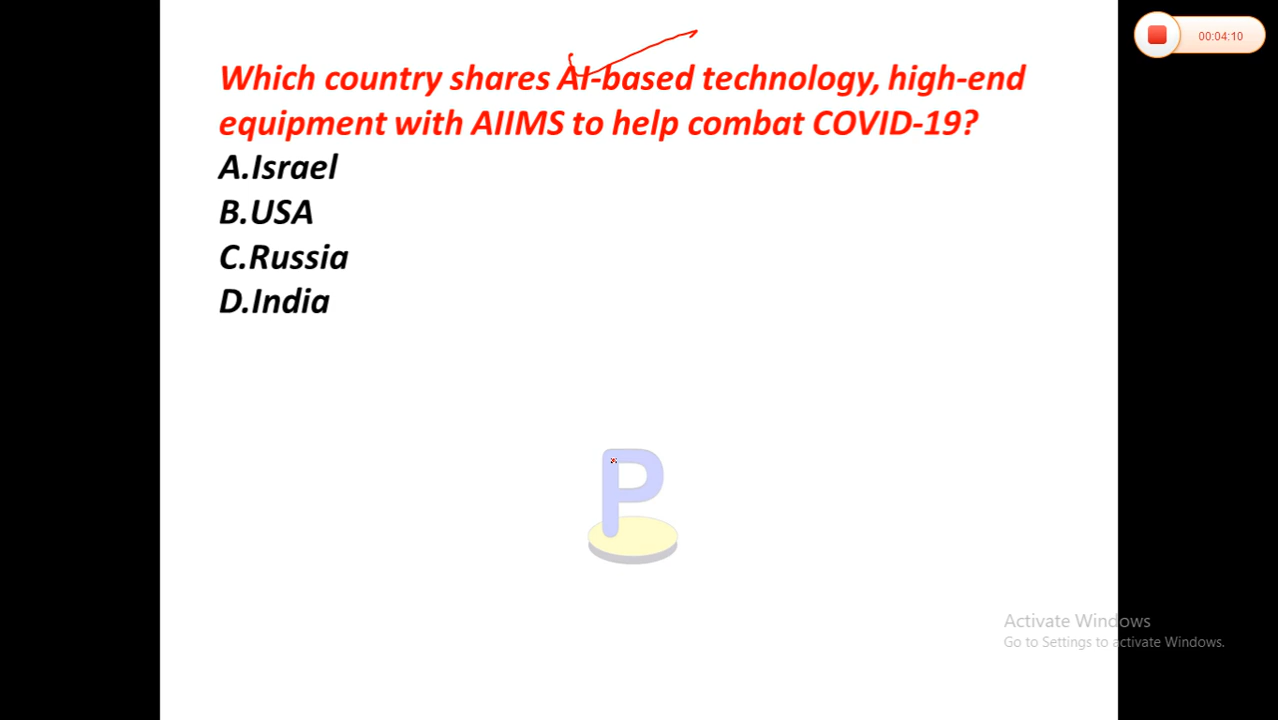 00:04:10
Which country shares AI-based technology, high-end
equipment with AIIMS to help combat COVID-19?
A.Israel
B.USA
C.Russia
D.India
P
Activate Windows
Go to Settings to activate Windows.